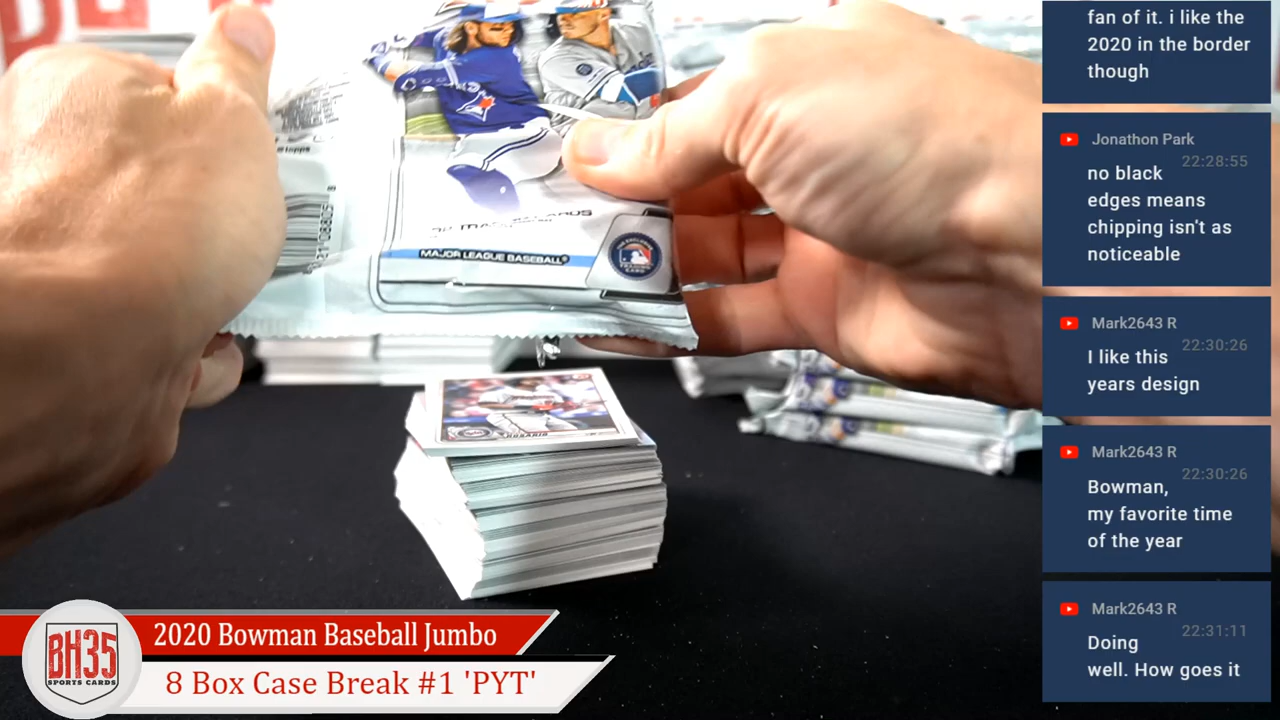 fan of it. i like the
2020 in the border
though
Jonathon Park
22:28:55
no black
edges means
chipping isn't as
noticeable
Mark2643 R
22:30:26
I like this
years design
Mark2643 R
22:30:26
Bowman,
my favorite time
of the year
Mark2643 R
22:31:11
Doing
well. How goes it
topps
MAJOR LEAGUE BASEBALL®
BH35
SPORTS CARDS
2020 Bowman Baseball Jumbo
8 Box Case Break #1 'PYT'